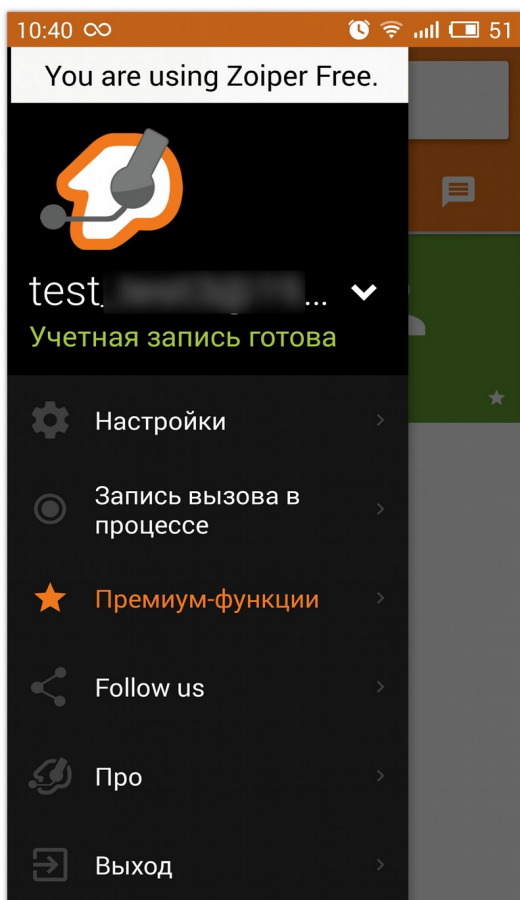 10:40
51
You are using Zoiper Free.
test_
Учетная запись готова
Настройки
Запись вызова в
процессе
Премиум-функции
Follow us
Про
Выход